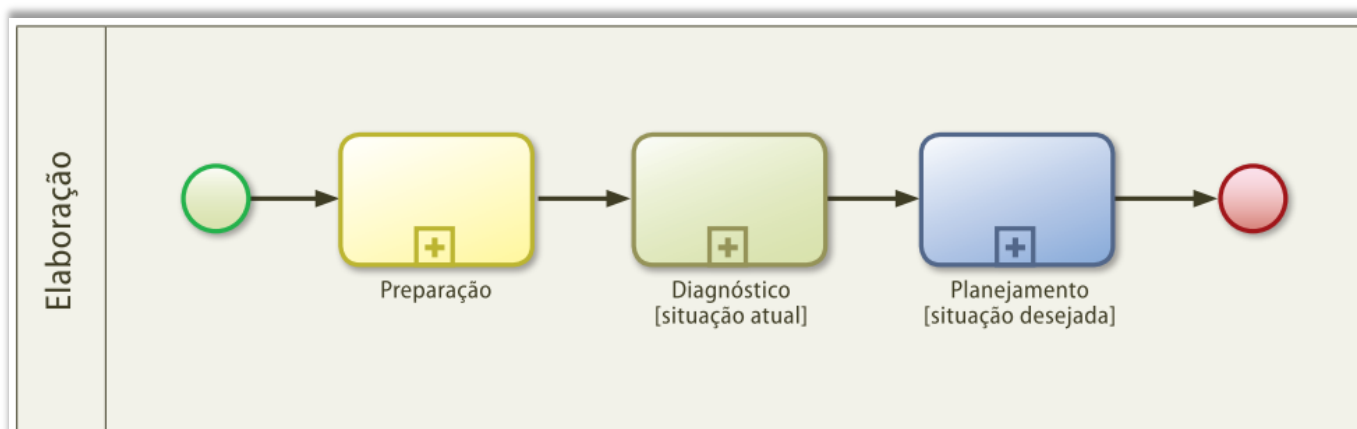 Elaboração
Preparação
Diagnóstico
[situação atual]
Planejamento
[situação desejada]